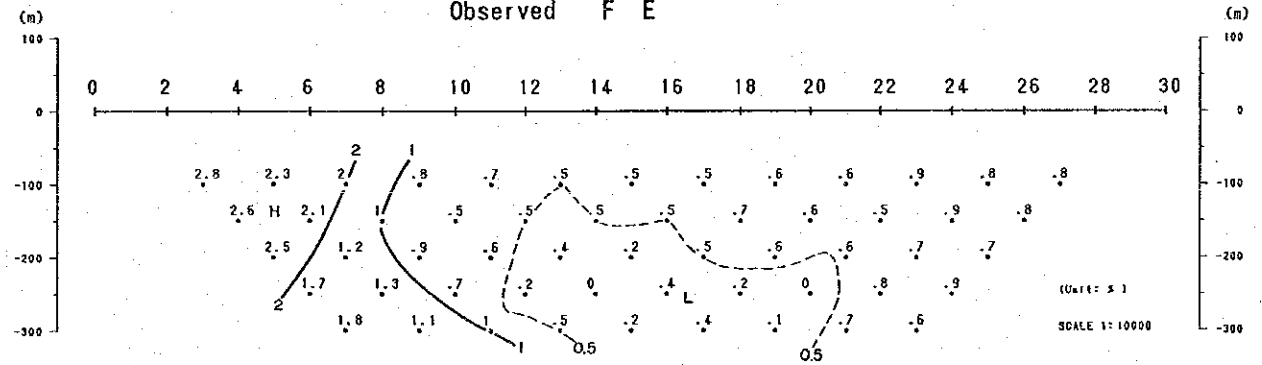 Observed F E
(m) (m)
100 100
0 2 4 6 8 10 12 14 16 18 20 22 24 26 28 30
0 0
2 1
2.8 2.3 2 .8 .7 .5 .5 .5 .6 .6 .9 .8 .8
-100 -100
2.6 H 2.1 1 .5 .5 .5 .5 .7 .6 .5 .9 .8
2.5 1.2 .9 .6 .4 .2 .5 .6 .6 .7 .7
-200 -200
1.7 1.3 .7 .2 0 .4 L .2 0 .8 .9
(Unit: % )
2
1.8 1.1 1 .5 .2 .4 .1 .7 .6
-300 SCALE 1:10000 -300
1 0.5 0.5